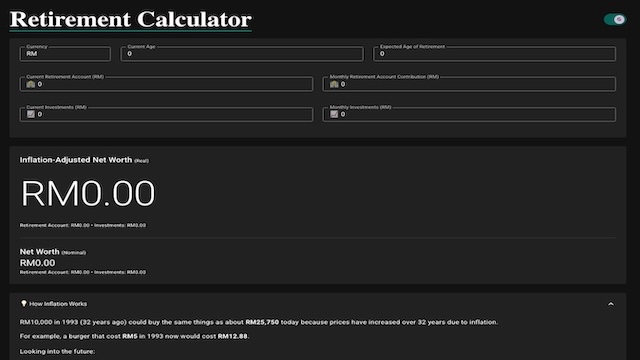 Retirement Calculator
Currency
RM
Current Age
0
Expected Age of Retirement
0
Current Retirement Account (RM)
0
Monthly Retirement Account Contribution (RM)
0
Current Investments (RM)
0
Monthly Investments (RM)
0
Inflation-Adjusted Net Worth (Real)
RM0.00
Retirement Account: RM0.00 • Investments: RM0.00
Net Worth (Nominal)
RM0.00
Retirement Account: RM0.00 • Investments: RM0.00
How Inflation Works
RM10,000 in 1993 (32 years ago) could buy the same things as about RM25,750 today because prices have increased over 32 years due to inflation.
For example, a burger that cost RM5 in 1993 now would cost RM12.88.
Looking into the future: